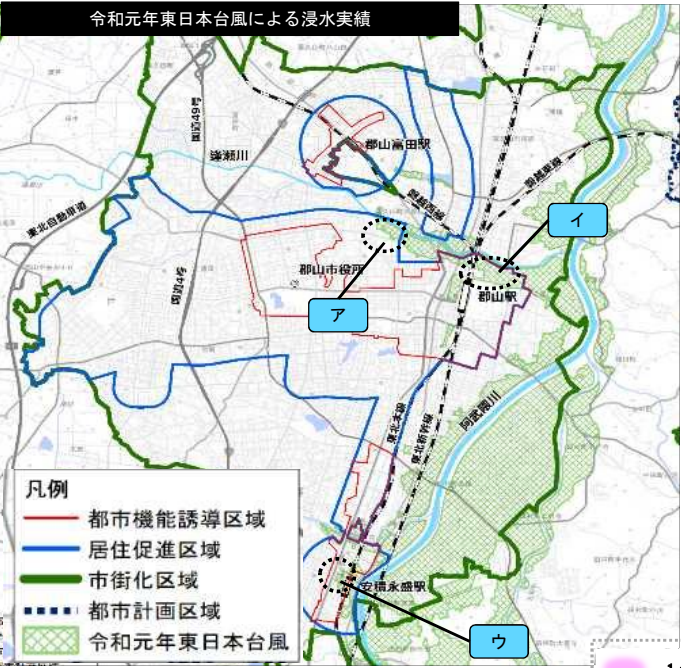 令和元年東日本台風による浸水実績
国道49号
逢瀬川
郡山富田駅
磐越西線
磐越東線
イ
東北自動車道
郡山市役所
郡山駅
国道4号
ア
東北本線
東北新幹線
阿武隈川
凡例
都市機能誘導区域
居住促進区域
市街化区域
都市計画区域
令和元年東日本台風
安積永盛駅
ウ